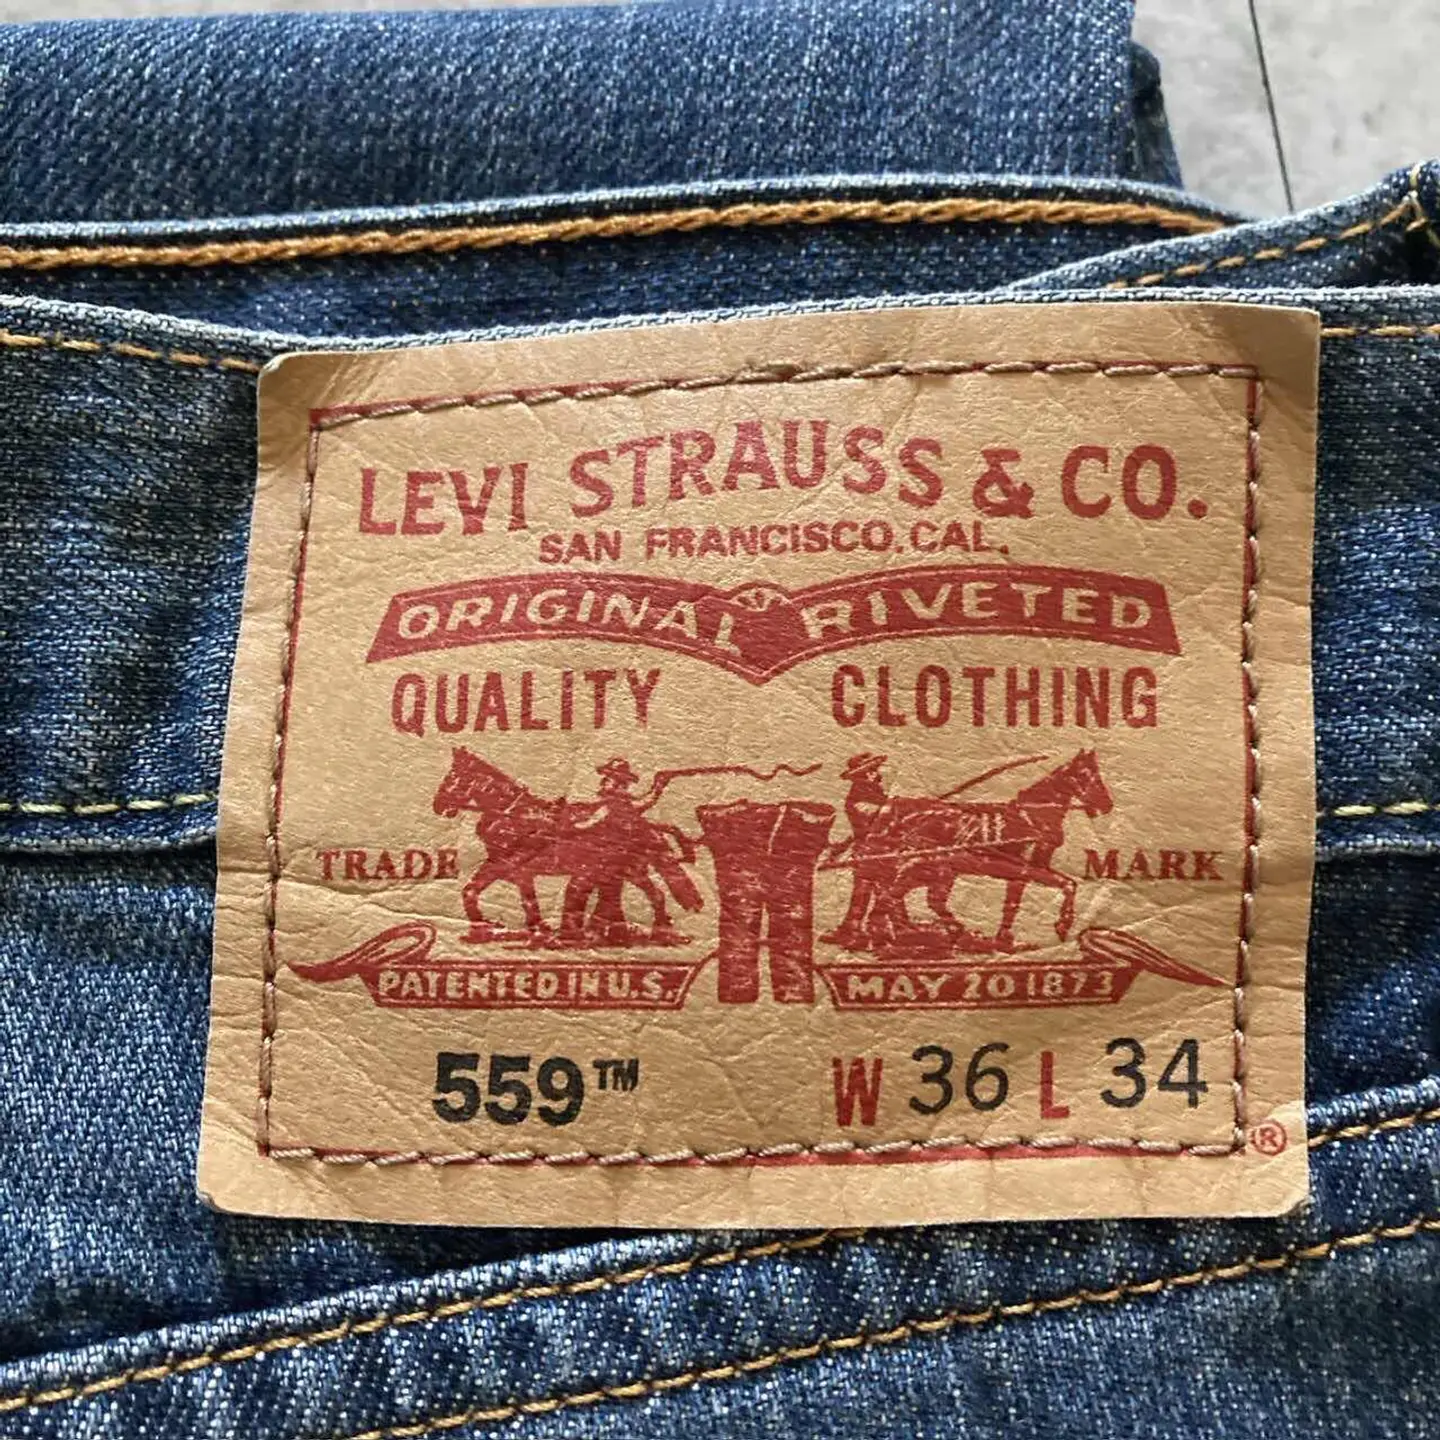 LEVI STRAUSS & CO.
SAN FRANCISCO, CAL.
ORIGINAL RIVETED
QUALITY CLOTHING
TRADE MARK
PATENTED IN U.S. MAY 20 1873
559™ W 36 L 34
®